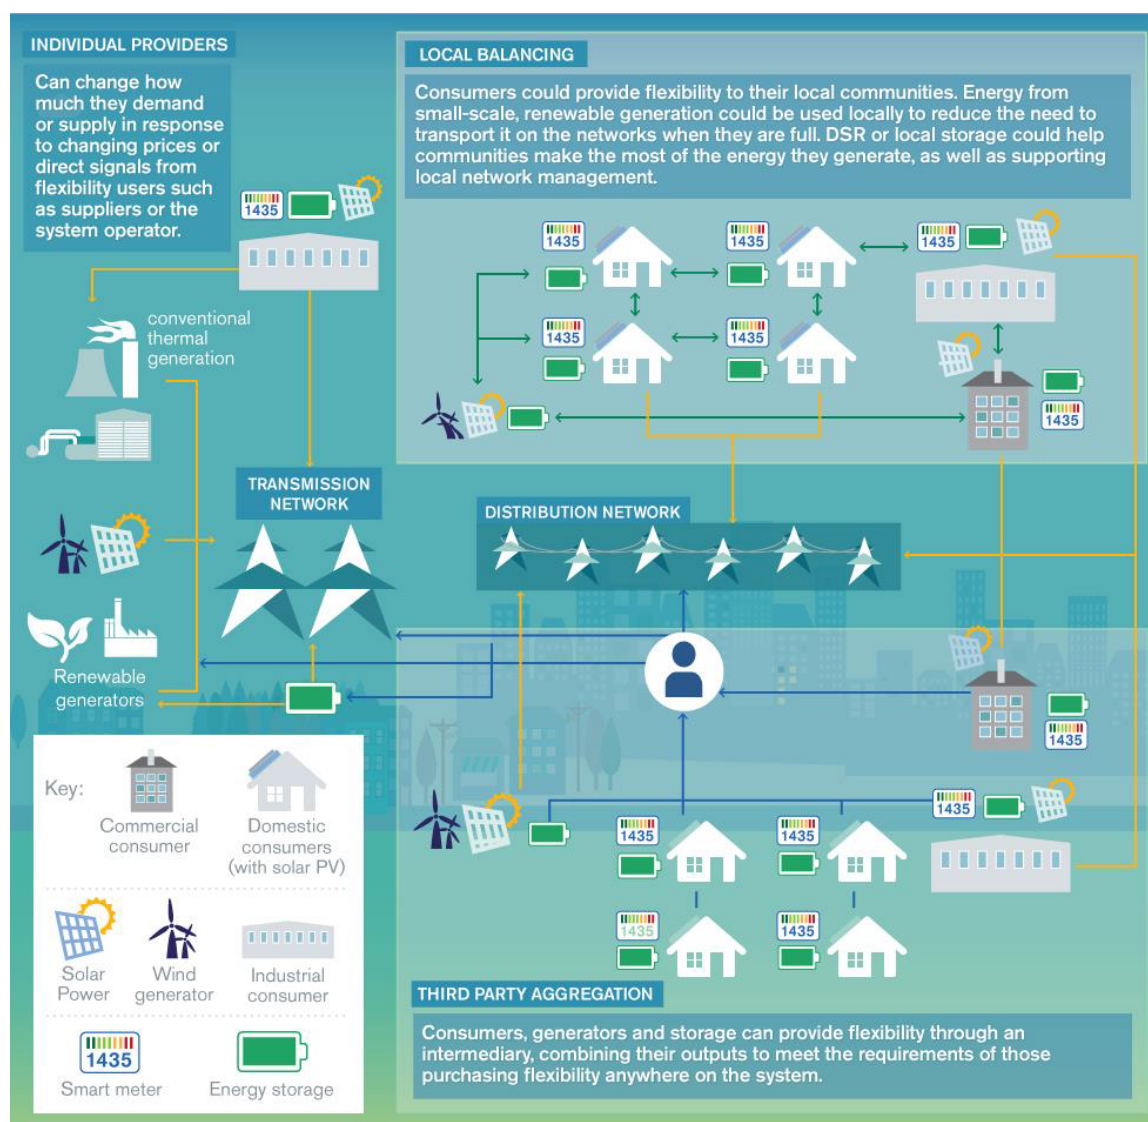 INDIVIDUAL PROVIDERS
Can change how
much they demand
or supply in response
to changing prices or
direct signals from
flexibility users such
as suppliers or the
system operator.
1435
conventional
thermal
generation
TRANSMISSION
NETWORK
Renewable
generators
LOCAL BALANCING
Consumers could provide flexibility to their local communities. Energy from
small-scale, renewable generation could be used locally to reduce the need to
transport it on the networks when they are full. DSR or local storage could help
communities make the most of the energy they generate, as well as supporting
local network management.
1435
1435
1435
1435
1435
1435
DISTRIBUTION NETWORK
1435
1435
1435
1435
1435
1435
THIRD PARTY AGGREGATION
Consumers, generators and storage can provide flexibility through an
intermediary, combining their outputs to meet the requirements of those
purchasing flexibility anywhere on the system.
Key:
Commercial
consumer
Domestic
consumers
(with solar PV)
Solar
Power
Wind
generator
Industrial
consumer
1435
Smart meter
Energy storage